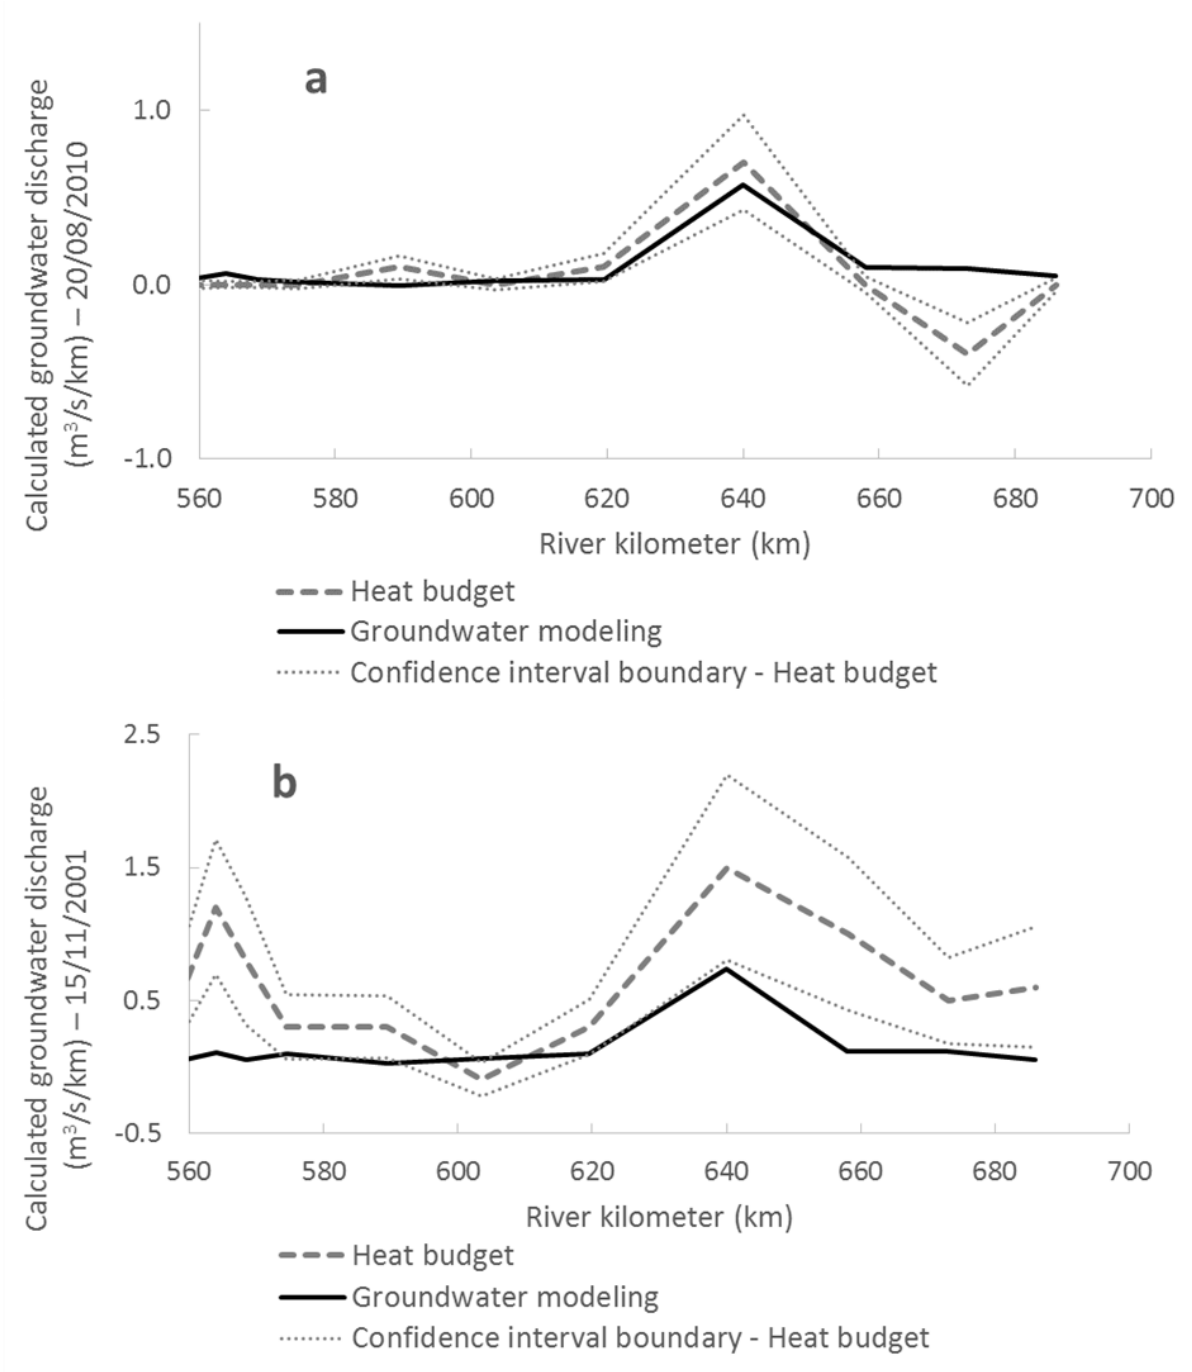 a
Calculated groundwater discharge
(m³/s/km) – 20/08/2010
1.0
0.0
-1.0
560 580 600 620 640 660 680 700
River kilometer (km)
Heat budget
Groundwater modeling
Confidence interval boundary - Heat budget
b
Calculated groundwater discharge
(m³/s/km) – 15/11/2001
2.5
1.5
0.5
-0.5
560 580 600 620 640 660 680 700
River kilometer (km)
Heat budget
Groundwater modeling
Confidence interval boundary - Heat budget